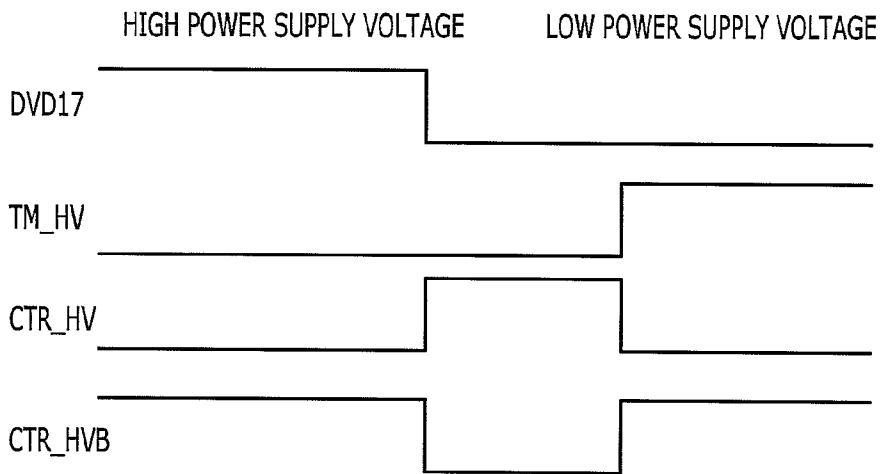 HIGH POWER SUPPLY VOLTAGE LOW POWER SUPPLY VOLTAGE
DVD17
TM_HV
CTR_HV
CTR_HVB